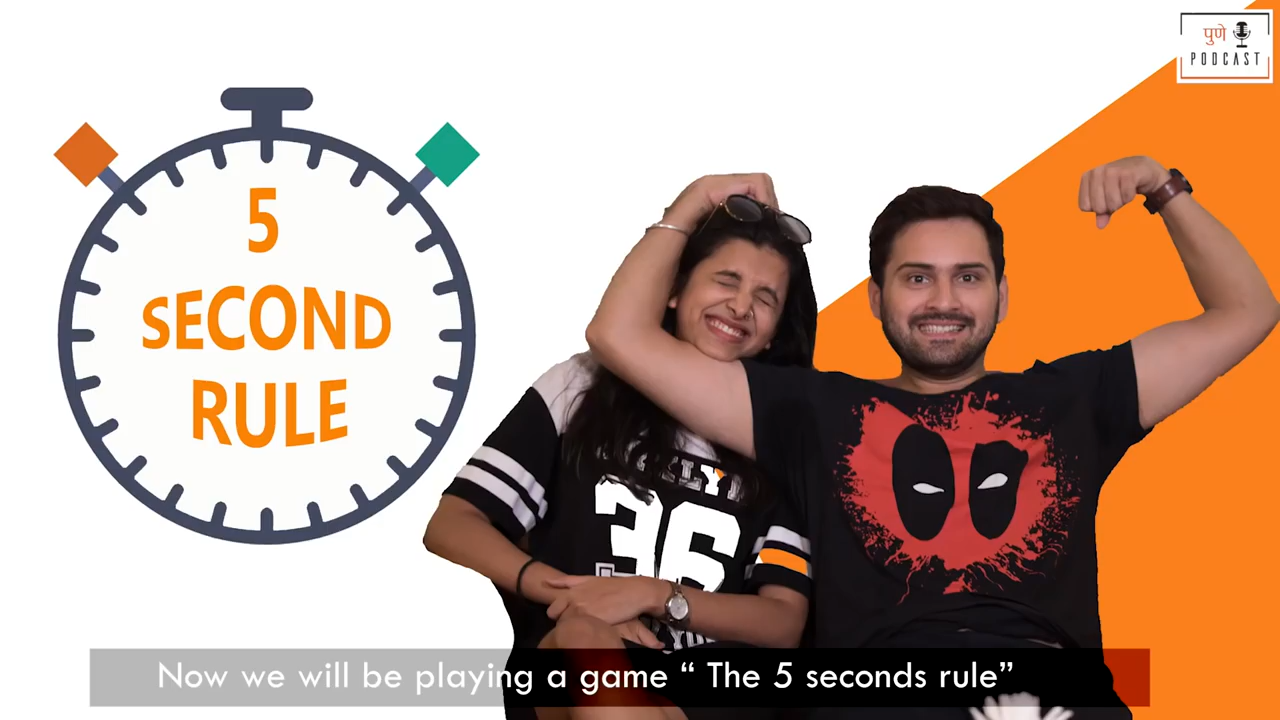 पुणे
PODCAST
5
SECOND
RULE
36
Now we will be playing a game “ The 5 seconds rule”